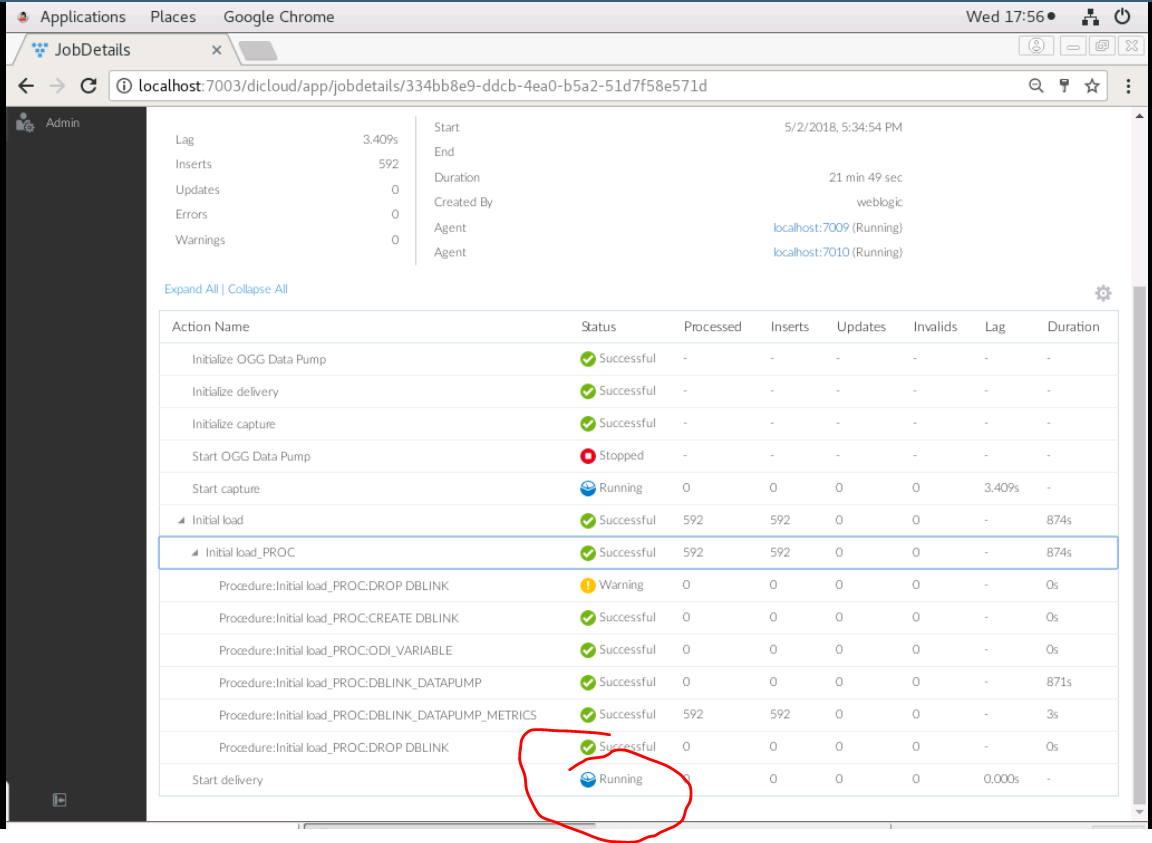 Applications Places Google Chrome Wed 17:56
JobDetails
localhost:7003/dicloud/app/jobdetails/334bb8e9-ddcb-4ea0-b5a2-51d7f58e571d
Admin
Lag 3.409s
Inserts 592
Updates 0
Errors 0
Warnings 0
Start 5/2/2018, 5:34:54 PM
End
Duration 21 min 49 sec
Created By weblogic
Agent localhost:7009 (Running)
Agent localhost:7010 (Running)
Expand All | Collapse All
Action Name Status Processed Inserts Updates Invalids Lag Duration
Initialize OGG Data Pump Successful - - - - - -
Initialize delivery Successful - - - - - -
Initialize capture Successful - - - - - -
Start OGG Data Pump Stopped - - - - - -
Start capture Running 0 0 0 0 3.409s -
Initial load Successful 592 592 0 0 - 874s
Initial load_PROC Successful 592 592 0 0 - 874s
Procedure:Initial load_PROC:DROP DBLINK Warning 0 0 0 0 - 0s
Procedure:Initial load_PROC:CREATE DBLINK Successful 0 0 0 0 - 0s
Procedure:Initial load_PROC:ODI_VARIABLE Successful 0 0 0 0 - 0s
Procedure:Initial load_PROC:DBLINK_DATAPUMP Successful 0 0 0 0 - 871s
Procedure:Initial load_PROC:DBLINK_DATAPUMP_METRICS Successful 592 592 0 0 - 3s
Procedure:Initial load_PROC:DROP DBLINK Successful 0 0 0 0 - 0s
Start delivery Running 0 0 0 0 0.000s -